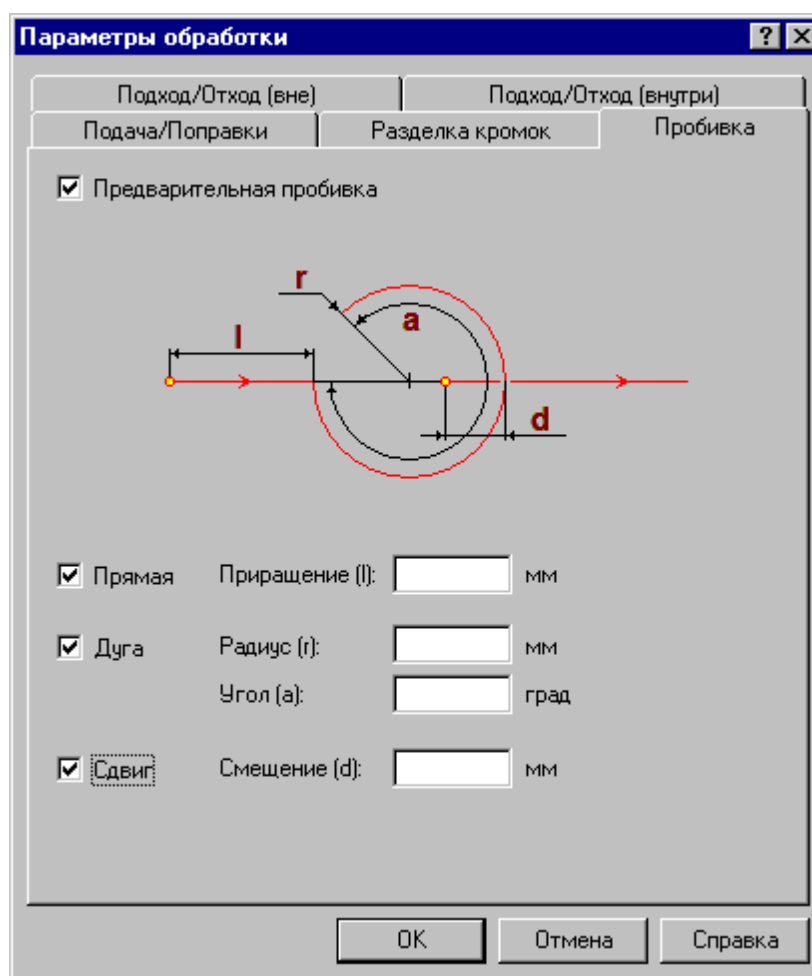 Параметры обработки
Подход/Отход (вне)
Подход/Отход (внутри)
Подача/Поправки
Разделка кромок
Пробивка
Предварительная пробивка
r
a
l
d
Прямая Приращение (l): мм
Дуга Радиус (r): мм
Угол (a): град
Сдвиг Смещение (d): мм
OK Отмена Справка